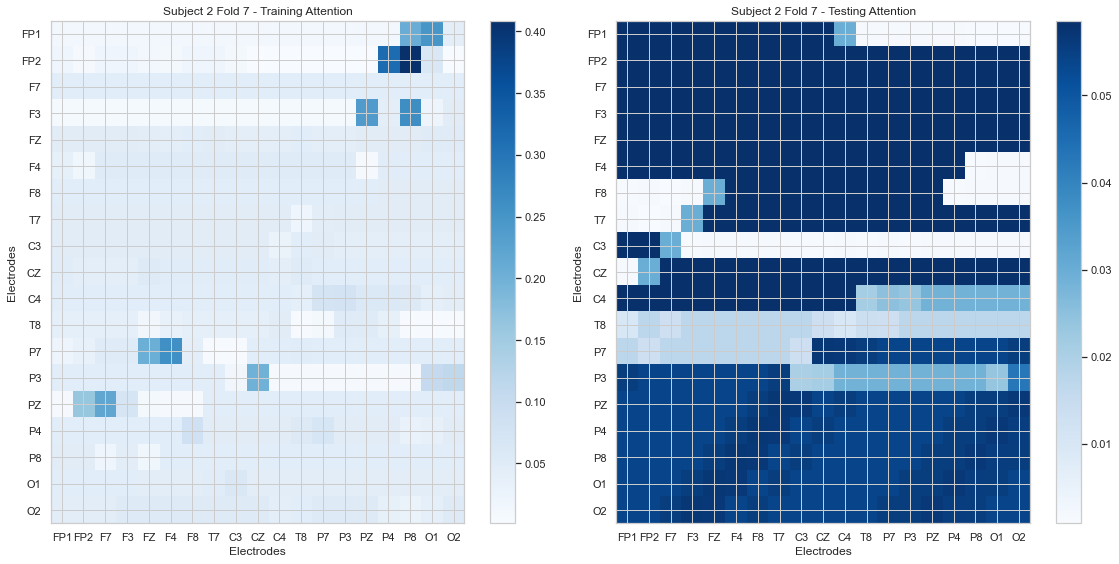 Subject 2 Fold 7 - Training Attention
FP1
FP2
F7
F3
FZ
F4
F8
T7
C3
CZ
C4
T8
P7
P3
PZ
P4
P8
O1
O2
Electrodes
FP1 FP2 F7 F3 FZ F4 F8 T7 C3 CZ C4 T8 P7 P3 PZ P4 P8 O1 O2
Electrodes
0.40
0.35
0.30
0.25
0.20
0.15
0.10
0.05
Subject 2 Fold 7 - Testing Attention
FP1
FP2
F7
F3
FZ
F4
F8
T7
C3
CZ
C4
T8
P7
P3
PZ
P4
P8
O1
O2
Electrodes
FP1 FP2 F7 F3 FZ F4 F8 T7 C3 CZ C4 T8 P7 P3 PZ P4 P8 O1 O2
Electrodes
0.05
0.04
0.03
0.02
0.01